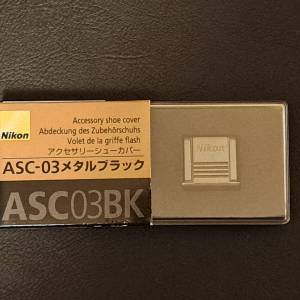 Nikon
Accessory shoe cover
Abdeckung des Zubehörschuhs
Volet de la griffe flash
アクセサリーシューカバー
ASC-03メタルブラック
ASC03BK
Nikon